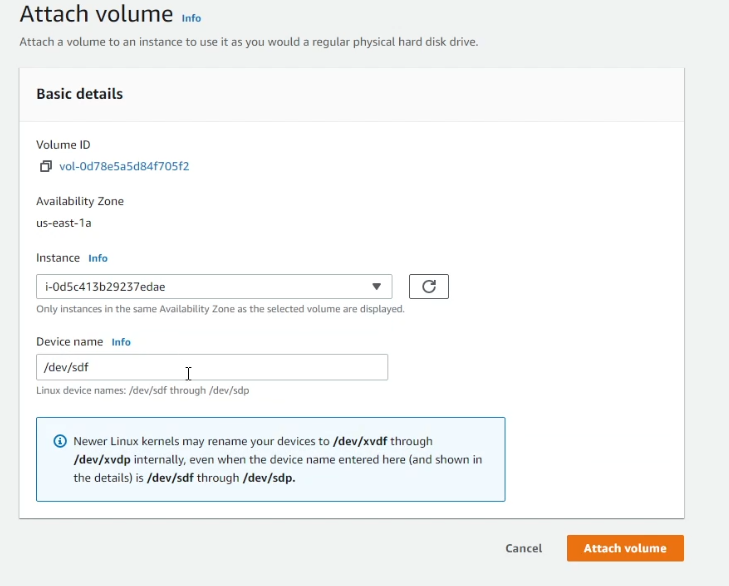 Attach volume Info
Attach a volume to an instance to use it as you would a regular physical hard disk drive.
Basic details
Volume ID
vol-0d78e5a5d84f705f2
Availability Zone
us-east-1a
Instance Info
i-0d5c413b29237edae
Only instances in the same Availability Zone as the selected volume are displayed.
Device name Info
/dev/sdf
Linux device names: /dev/sdf through /dev/sdp
Newer Linux kernels may rename your devices to /dev/xvdf through
/dev/xvdp internally, even when the device name entered here (and shown in
the details) is /dev/sdf through /dev/sdp.
Cancel Attach volume